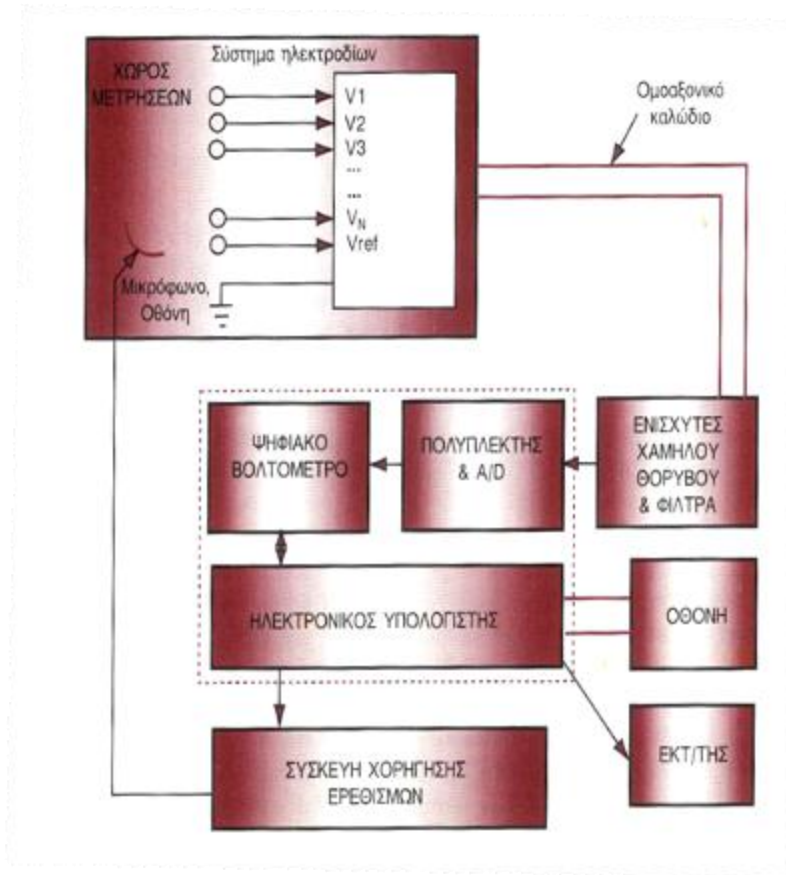 Σύστημα ηλεκτροδίων
ΧΩΡΟΣ
ΜΕΤΡΗΣΕΩΝ
V1
V2
V3
...
...
VN
Vref
Μικρόφωνο,
Οθόνη
Ομοαξονικό
καλώδιο
ΨΗΦΙΑΚΟ
ΒΟΛΤΟΜΕΤΡΟ
ΠΟΛΥΠΛΕΚΤΗΣ
& A/D
ΕΝΙΣΧΥΤΕΣ
ΧΑΜΗΛΟΥ
ΘΟΡΥΒΟΥ
& ΦΙΛΤΡΑ
ΗΛΕΚΤΡΟΝΙΚΟΣ ΥΠΟΛΟΓΙΣΤΗΣ
ΟΘΟΝΗ
ΕΚΤ/ΤΗΣ
ΣΥΣΚΕΥΗ ΧΟΡΗΓΗΣΗΣ
ΕΡΕΘΙΣΜΩΝ